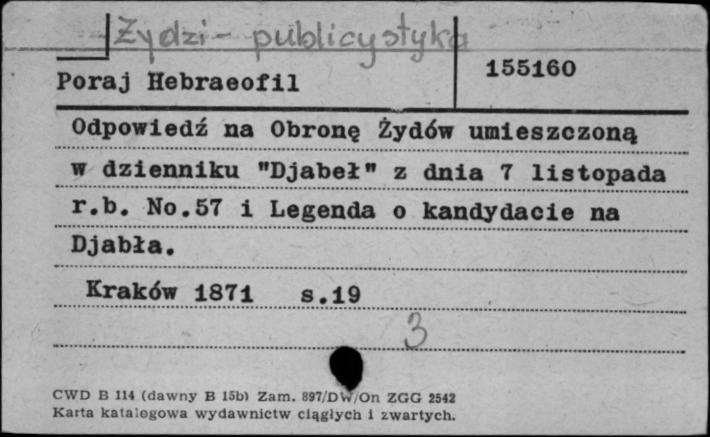 Żydzi - publicystyka
Poraj Hebraeofil
155160
Odpowiedź na Obronę Żydów umieszczoną
w dzienniku "Djabeł" z dnia 7 listopada
r.b. No.57 i Legenda o kandydacie na
Djabła.
Kraków 1871 s.19
3
CWD B 114 (dawny B 15b) Zam. 897/DW/On ZGG 2542
Karta katalogowa wydawnictw ciągłych i zwartych.